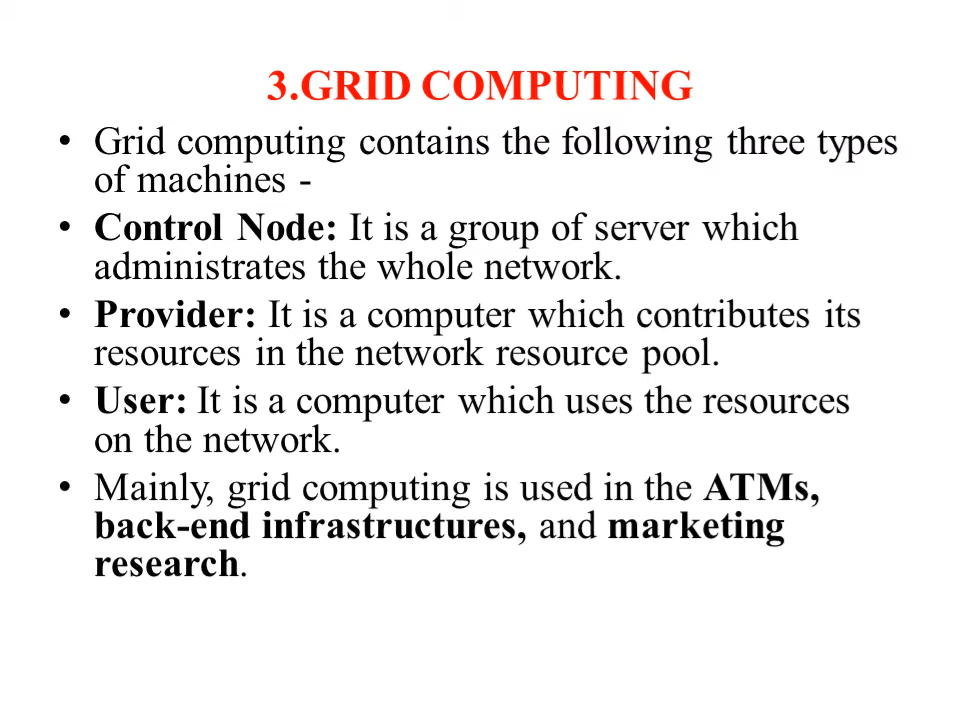 3.GRID COMPUTING
• Grid computing contains the following three types
of machines -
• Control Node: It is a group of server which
administrates the whole network.
• Provider: It is a computer which contributes its
resources in the network resource pool.
• User: It is a computer which uses the resources
on the network.
• Mainly, grid computing is used in the ATMs,
back-end infrastructures, and marketing
research.